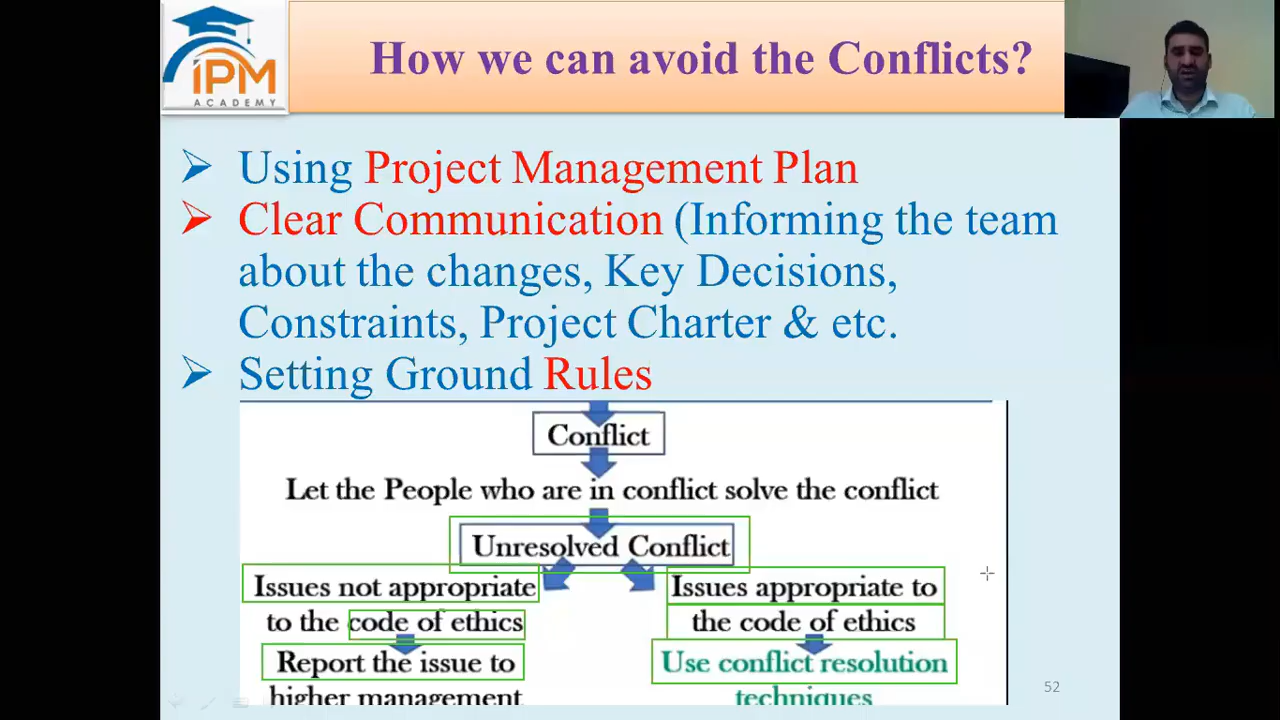 IPM
ACADEMY
How we can avoid the Conflicts?
Using Project Management Plan
Clear Communication (Informing the team
about the changes, Key Decisions,
Constraints, Project Charter & etc.
Setting Ground Rules
Conflict
Let the People who are in conflict solve the conflict
Unresolved Conflict
Issues not appropriate
to the code of ethics
Report the issue to
higher management
Issues appropriate to
the code of ethics
Use conflict resolution
techniques
52